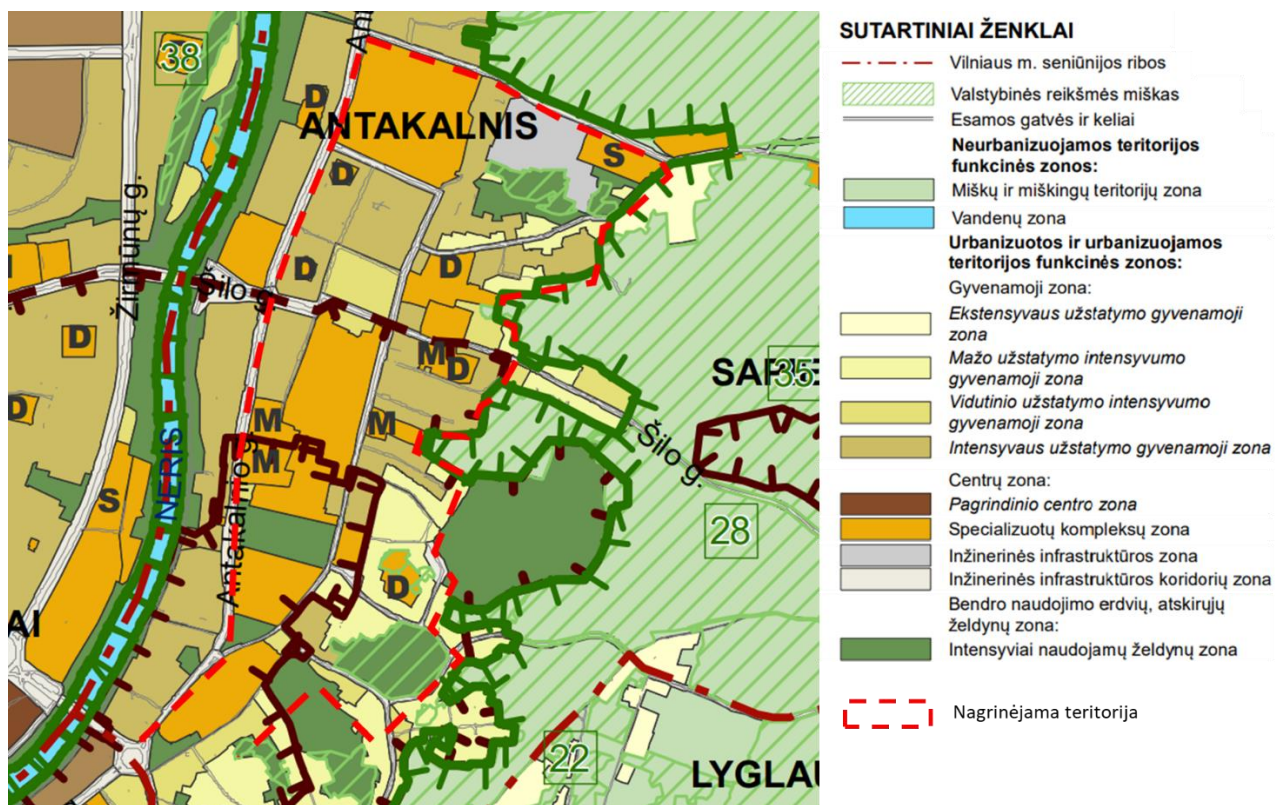 38
D
Ant
ANTAKALNIS
S
D
Žirmūnų g.
D
D
Šilo g.
D
M
D
SAP
35
D
M
M
Šilo g.
M
NERIS
Antakalnio g.
S
28
D
AI
22
LYGLAU
SUTARTINIAI ŽENKLAI
Vilniaus m. seniūnijos ribos
Valstybinės reikšmės miškas
Esamos gatvės ir keliai
Neurbanizuojamos teritorijos
funkcinės zonos:
Miškų ir miškingų teritorijų zona
Vandenų zona
Urbanizuotos ir urbanizuojamos
teritorijos funkcinės zonos:
Gyvenamoji zona:
Ekstensyvaus užstatymo gyvenamoji
zona
Mažo užstatymo intensyvumo
gyvenamoji zona
Vidutinio užstatymo intensyvumo
gyvenamoji zona
Intensyvaus užstatymo gyvenamoji zona
Centrų zona:
Pagrindinio centro zona
Specializuotų kompleksų zona
Inžinerinės infrastruktūros zona
Inžinerinės infrastruktūros koridorių zona
Bendro naudojimo erdvių, atskirųjų
želdynų zona:
Intensyviai naudojamų želdynų zona
Nagrinėjama teritorija